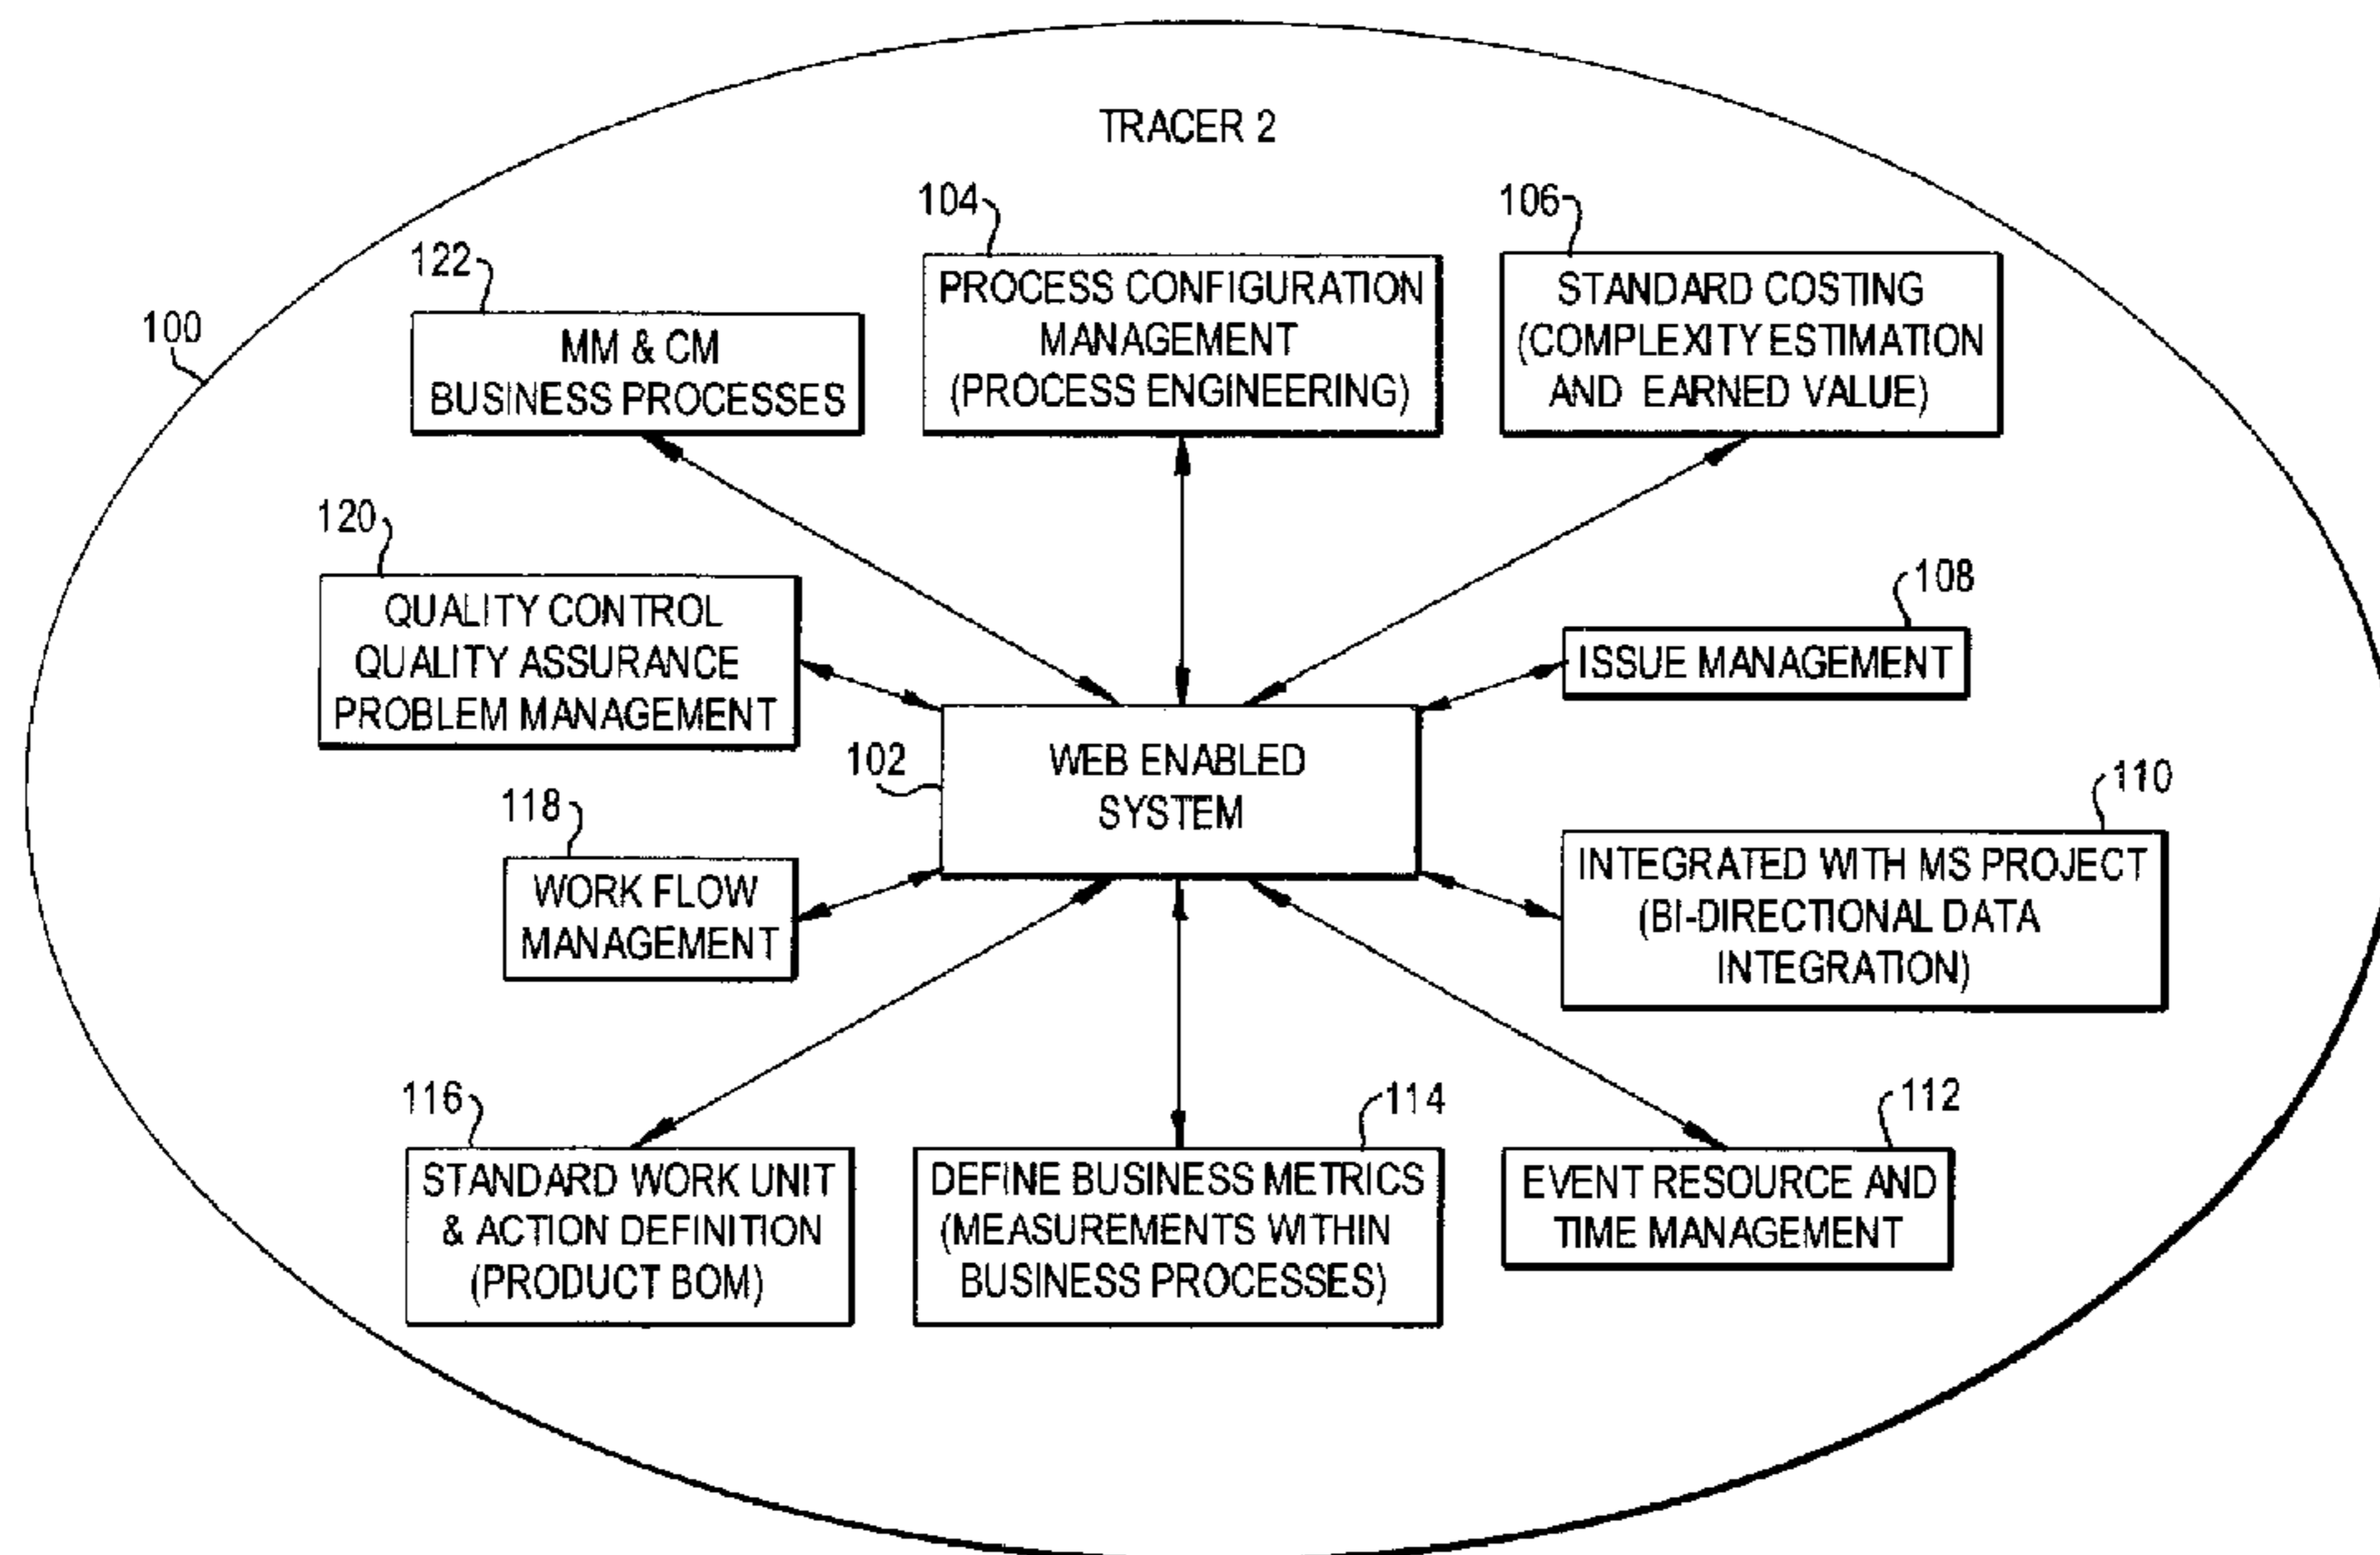 TRACER 2
100
122
MM & CM
BUSINESS PROCESSES
104
PROCESS CONFIGURATION
MANAGEMENT
(PROCESS ENGINEERING)
106
STANDARD COSTING
(COMPLEXITY ESTIMATION
AND EARNED VALUE)
120
QUALITY CONTROL
QUALITY ASSURANCE
PROBLEM MANAGEMENT
108
ISSUE MANAGEMENT
102
WEB ENABLED
SYSTEM
118
WORK FLOW
MANAGEMENT
110
INTEGRATED WITH MS PROJECT
(BI-DIRECTIONAL DATA
INTEGRATION)
116
STANDARD WORK UNIT
& ACTION DEFINITION
(PRODUCT BOM)
114
DEFINE BUSINESS METRICS
(MEASUREMENTS WITHIN
BUSINESS PROCESSES)
112
EVENT RESOURCE AND
TIME MANAGEMENT